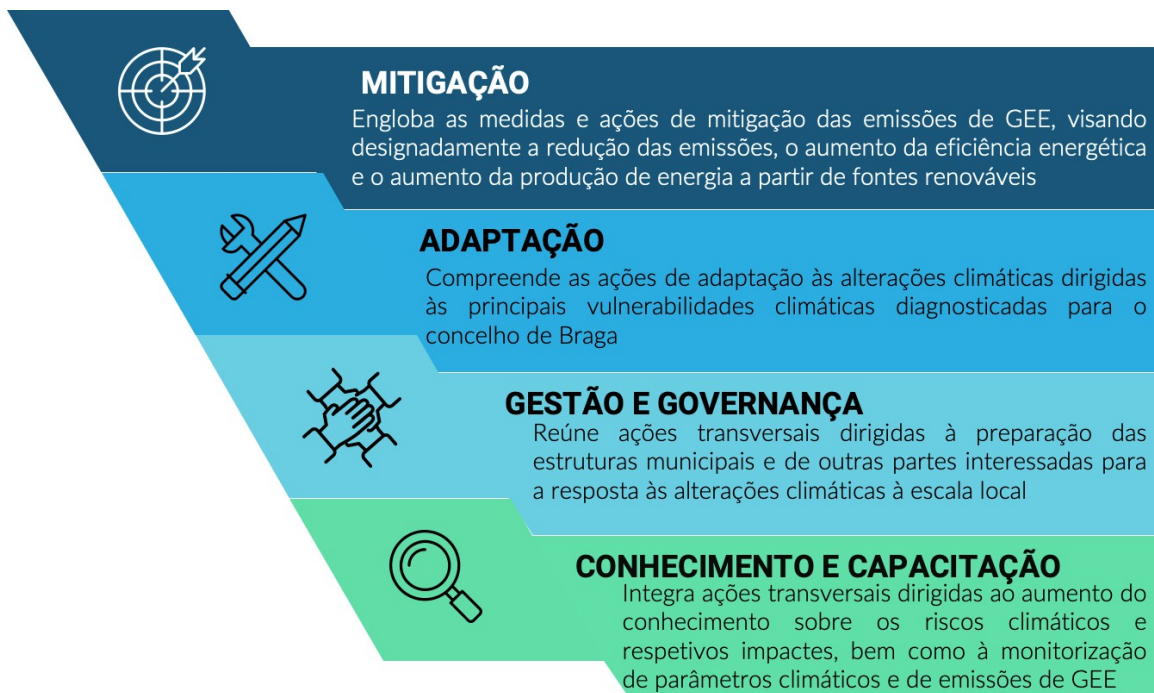 MITIGAÇÃO
Engloba as medidas e ações de mitigação das emissões de GEE, visando
designadamente a redução das emissões, o aumento da eficiência energética
e o aumento da produção de energia a partir de fontes renováveis
ADAPTAÇÃO
Compreende as ações de adaptação às alterações climáticas dirigidas
às principais vulnerabilidades climáticas diagnosticadas para o
concelho de Braga
GESTÃO E GOVERNANÇA
Reúne ações transversais dirigidas à preparação das
estruturas municipais e de outras partes interessadas para
a resposta às alterações climáticas à escala local
CONHECIMENTO E CAPACITAÇÃO
Integra ações transversais dirigidas ao aumento do
conhecimento sobre os riscos climáticos e
respetivos impactes, bem como à monitorização
de parâmetros climáticos e de emissões de GEE